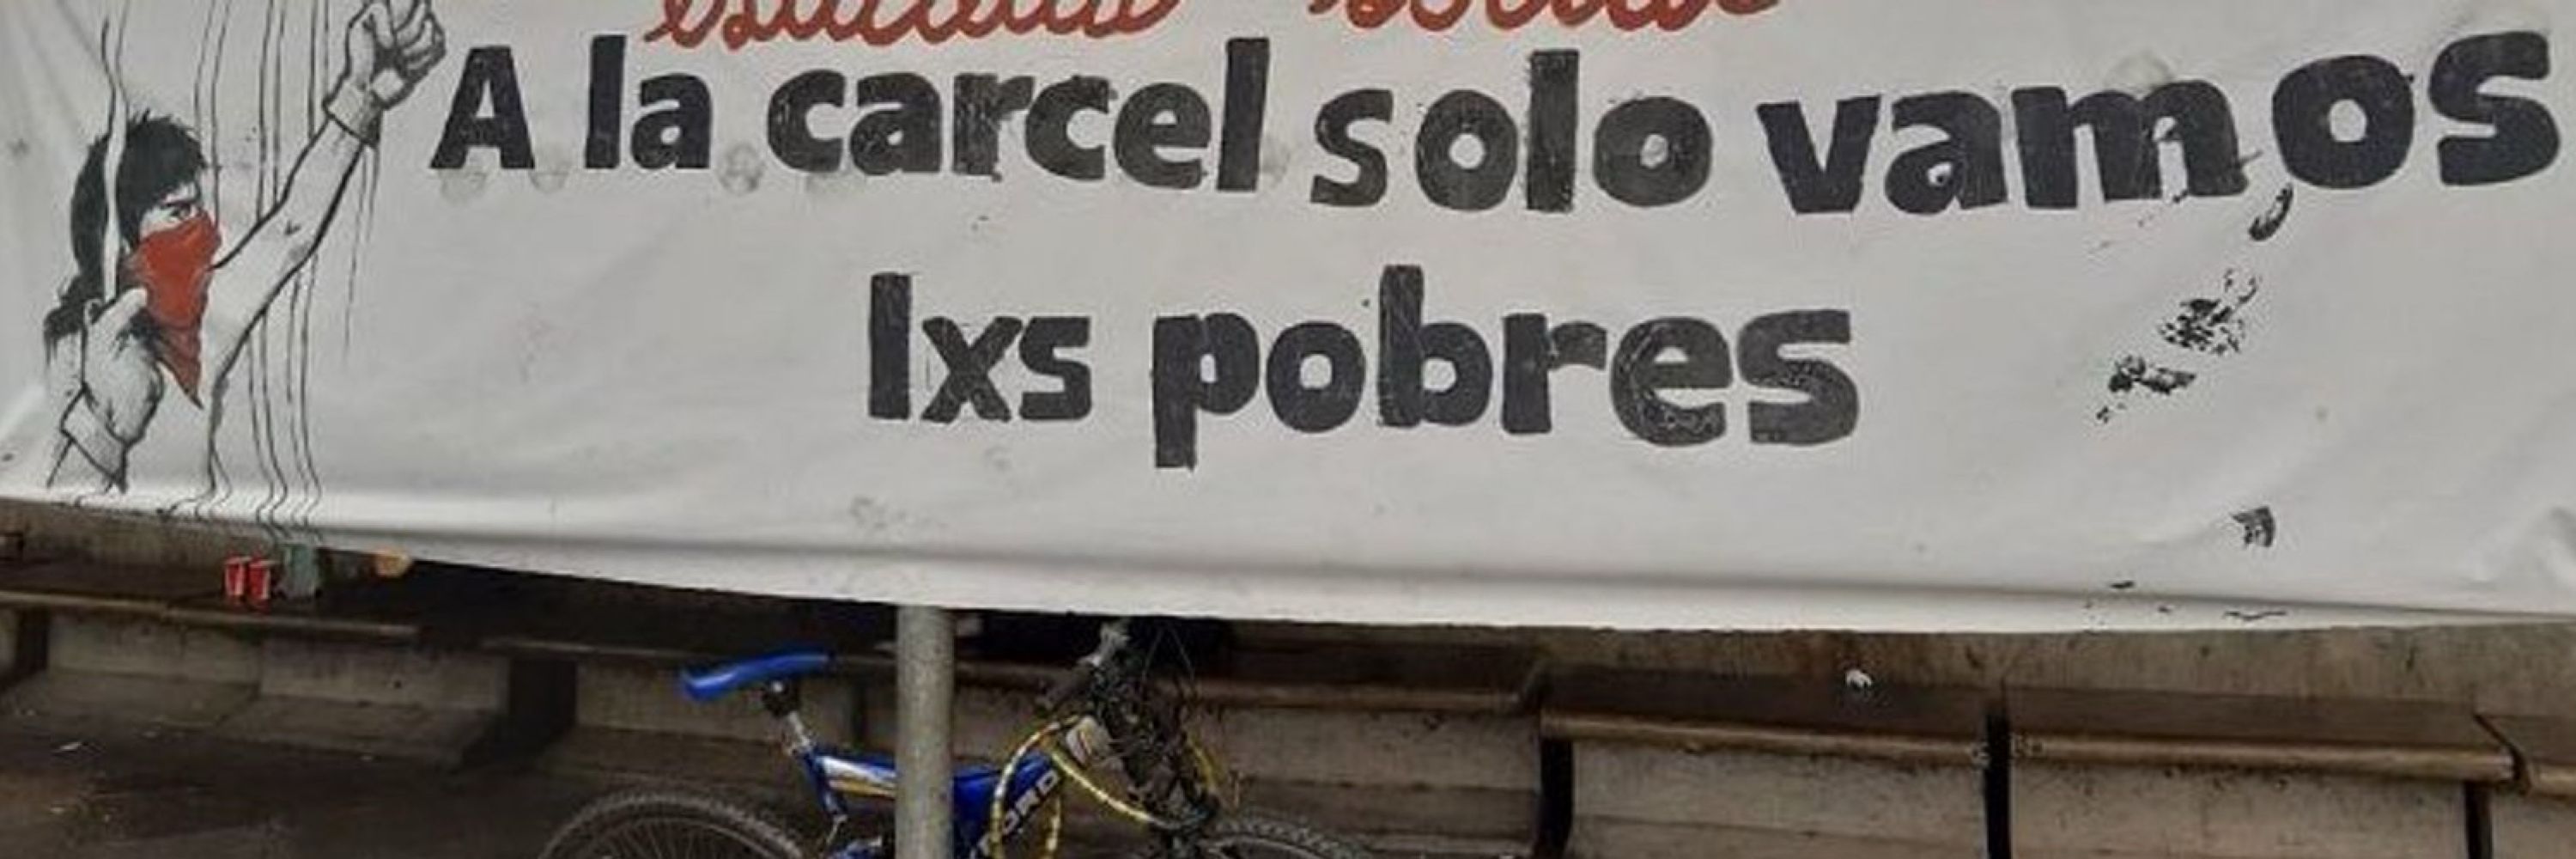 A la carcel solo vamos
lxs pobres